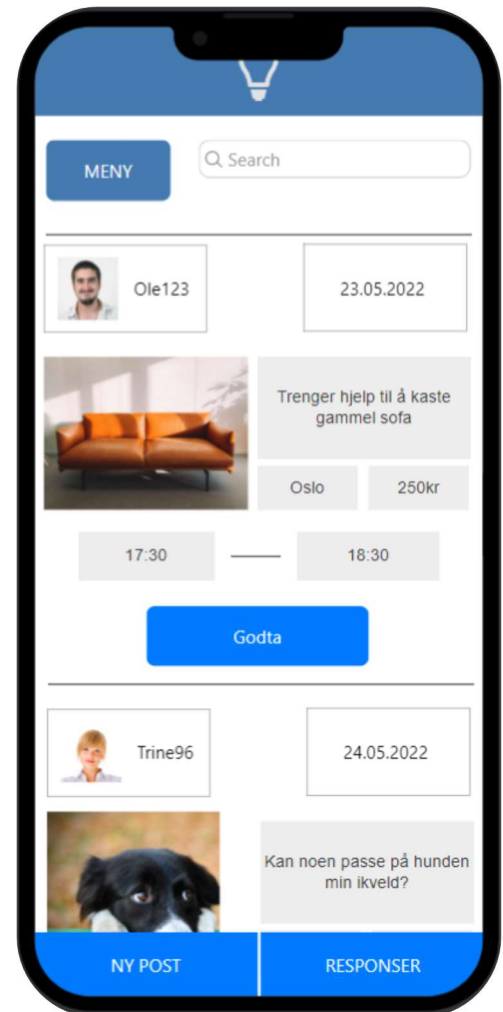 MENY
Search
Ole123
23.05.2022
Trenger hjelp til å kaste
gammel sofa
Oslo
250kr
17:30
18:30
Godta
Trine96
24.05.2022
Kan noen passe på hunden
min ikveld?
NY POST
RESPONSER